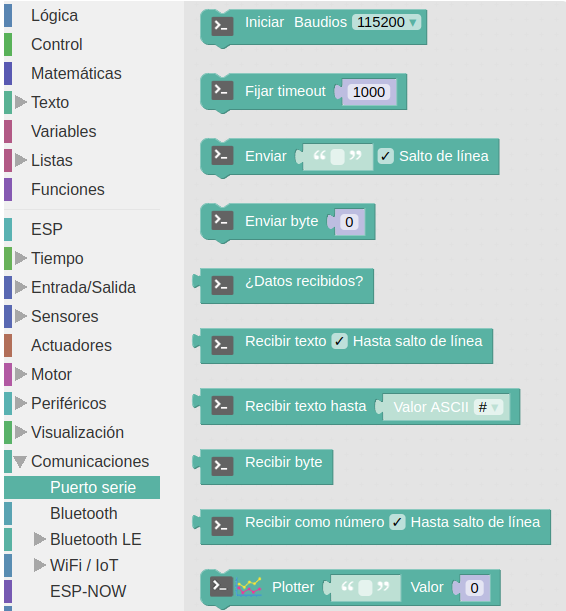 Lógica
Control
Matemáticas
Texto
Variables
Listas
Funciones
ESP
Tiempo
Entrada/Salida
Sensores
Actuadores
Motor
Periféricos
Visualización
Comunicaciones
Puerto serie
Bluetooth
Bluetooth LE
WiFi / IoT
ESP-NOW
Iniciar Baudios 115200 ▾
Fijar timeout 1000
Enviar “ ” ✓ Salto de línea
Enviar byte 0
¿Datos recibidos?
Recibir texto ✓ Hasta salto de línea
Recibir texto hasta Valor ASCII # ▾
Recibir byte
Recibir como número ✓ Hasta salto de línea
Plotter “ ” Valor 0